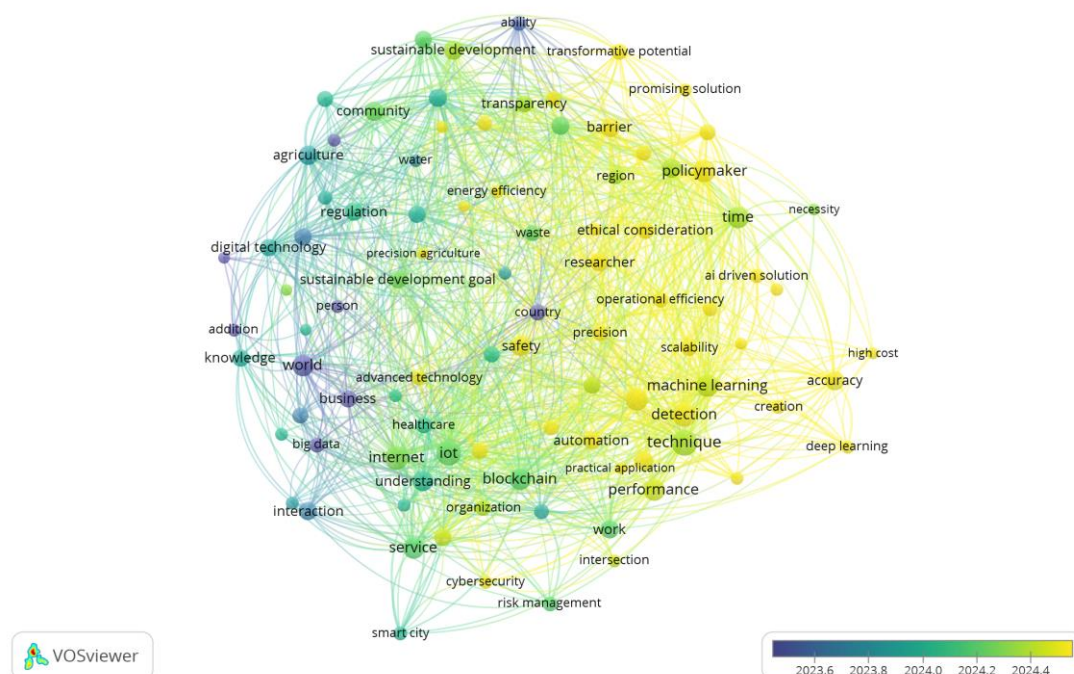 ability
sustainable development
transformative potential
promising solution
community
transparency
barrier
agriculture
water
region
policymaker
energy efficiency
regulation
time
necessity
digital technology
waste
ethical consideration
precision agriculture
researcher
sustainable development goal
ai driven solution
person
country
operational efficiency
addition
precision
safety
scalability
knowledge
world
high cost
advanced technology
machine learning
accuracy
business
creation
detection
healthcare
big data
internet
iot
automation
technique
deep learning
practical application
understanding
blockchain
performance
interaction
organization
work
service
intersection
cybersecurity
risk management
smart city
VOSviewer
2023.6 2023.8 2024.0 2024.2 2024.4